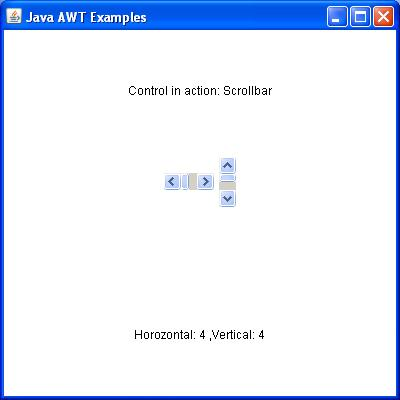 Java AWT Examples
Control in action: Scrollbar
Horozontal: 4 ,Vertical: 4